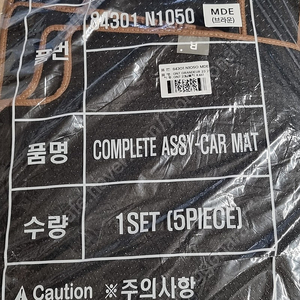 품번 84301 N1050 MDE
(브라운)
품명 COMPLETE ASSY-CAR MAT
수량 1SET (5PIECE)
⚠ Caution ※주의사항